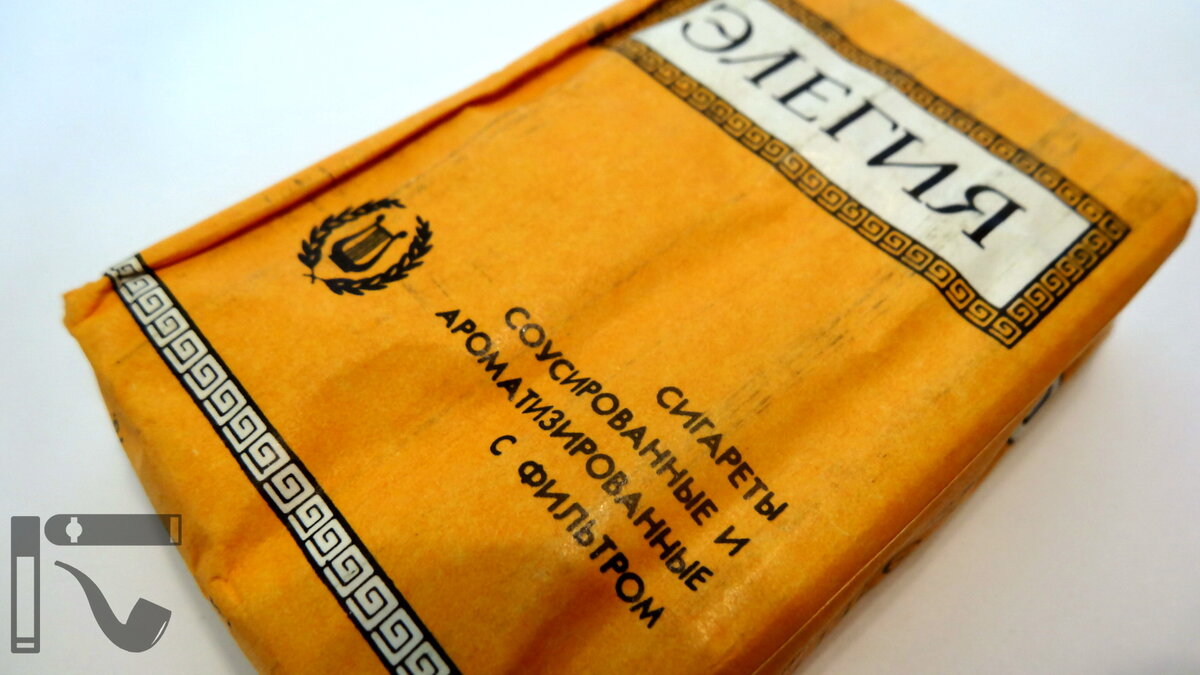 ЭЛЕГИЯ
СИГАРЕТЫ
СОУСИРОВАННЫЕ И
АРОМАТИЗИРОВАННЫЕ
С ФИЛЬТРОМ